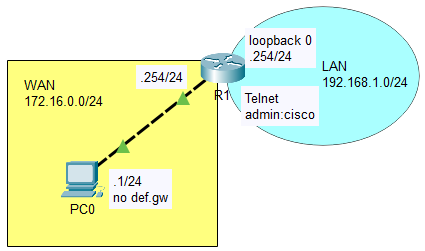 WAN
172.16.0.0/24
.254/24
R1
loopback 0
.254/24
LAN
192.168.1.0/24
Telnet
admin:cisco
PC0
.1/24
no def.gw